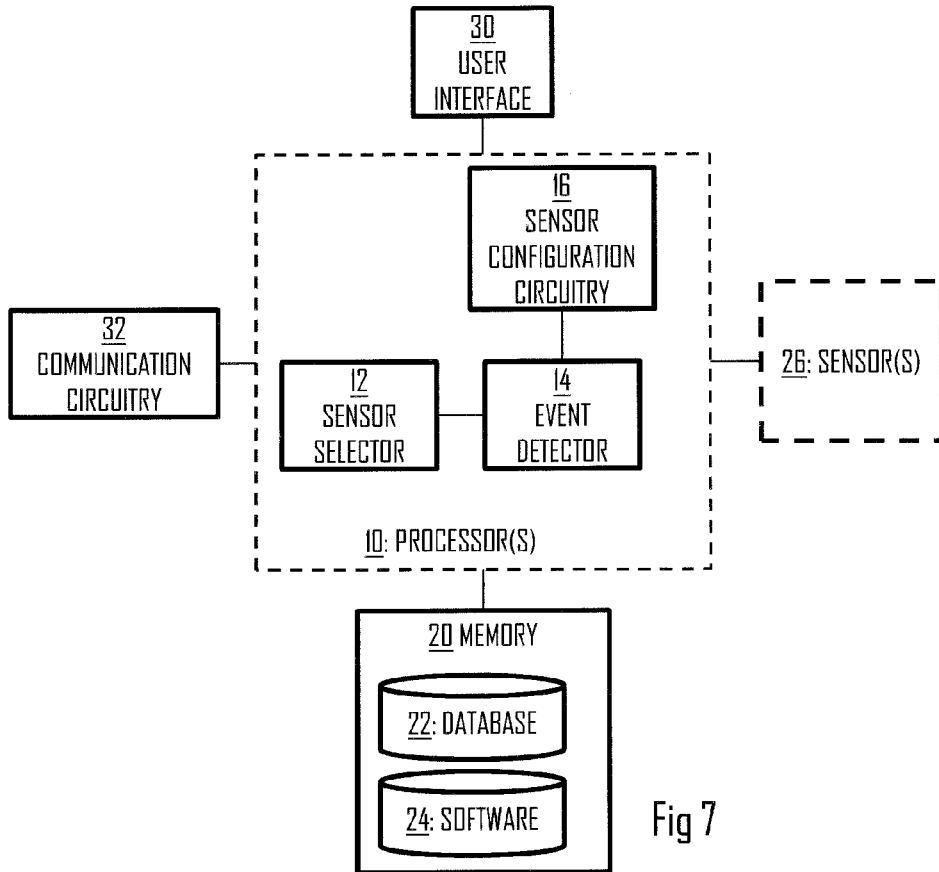 30
USER
INTERFACE
16
SENSOR
CONFIGURATION
CIRCUITRY
32
COMMUNICATION
CIRCUITRY
12
SENSOR
SELECTOR
14
EVENT
DETECTOR
26: SENSOR(S)
10: PROCESSOR(S)
20 MEMORY
22: DATABASE
24: SOFTWARE
Fig 7